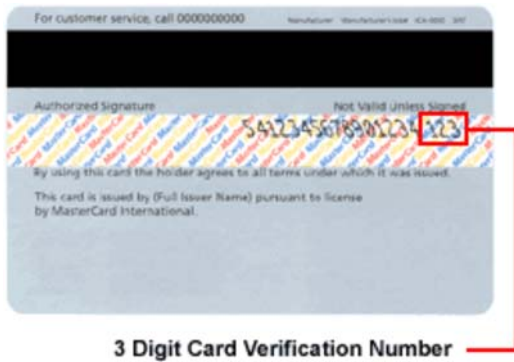 For customer service, call 0000000000
Authorized Signature
Not Valid Unless Signed
5412345678901234 123
By using this card the holder agrees to all terms under which it was issued.
This card is issued by (Full Issuer Name) pursuant to license
by MasterCard International.
3 Digit Card Verification Number